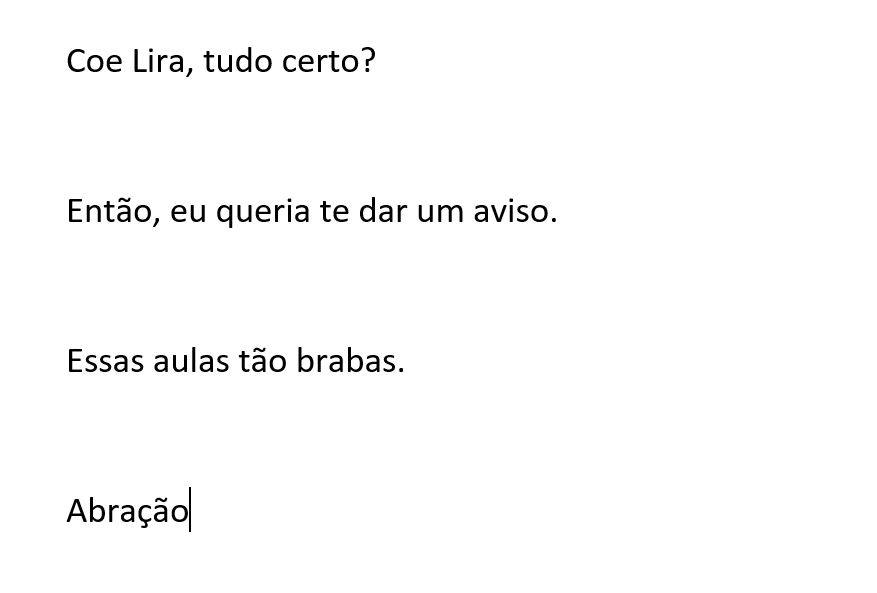 Coe Lira, tudo certo?
Então, eu queria te dar um aviso.
Essas aulas tão brabas.
Abração